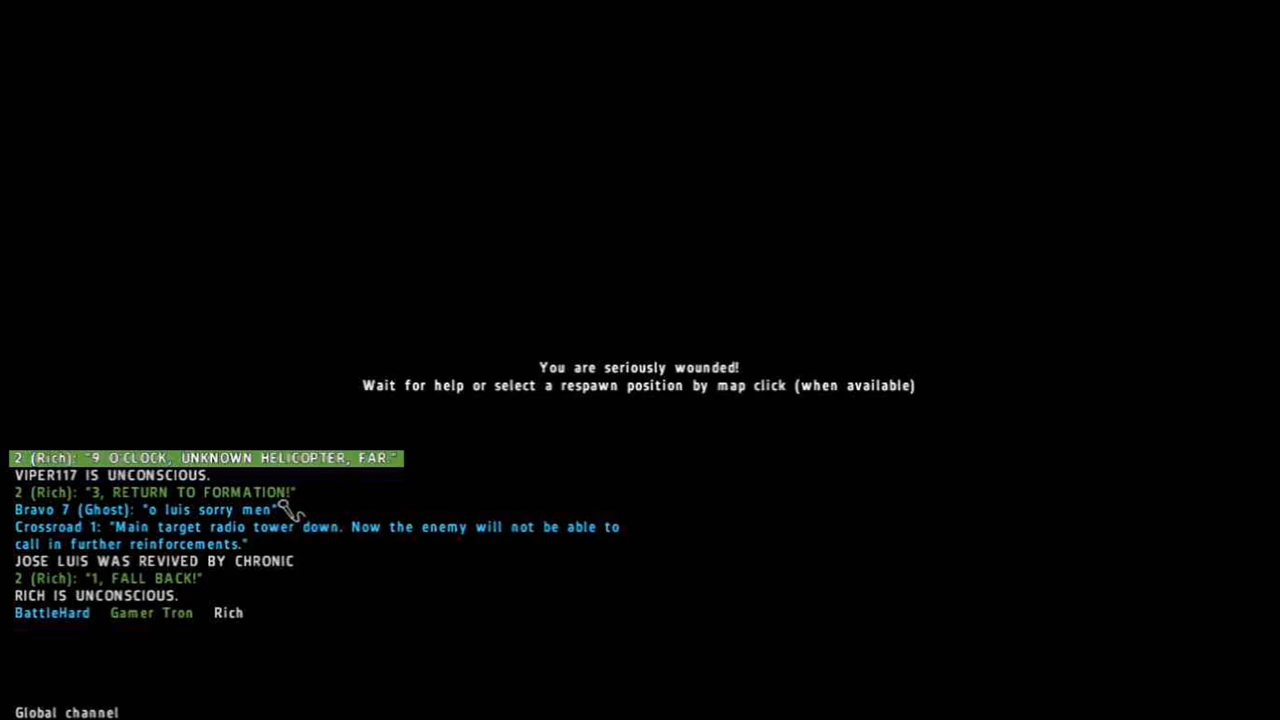 You are seriously wounded!
Wait for help or select a respawn position by map click (when available)
2 (Rich): "9 O'CLOCK, UNKNOWN HELICOPTER, FAR."
VIPER117 IS UNCONSCIOUS.
2 (Rich): "3, RETURN TO FORMATION!"
Bravo 7 (Ghost): "o luis sorry men"
Crossroad 1: "Main target radio tower down. Now the enemy will not be able to
call in further reinforcements."
JOSE LUIS WAS REVIVED BY CHRONIC
2 (Rich): "1, FALL BACK!"
RICH IS UNCONSCIOUS.
BattleHard Gamer Tron Rich
Global channel